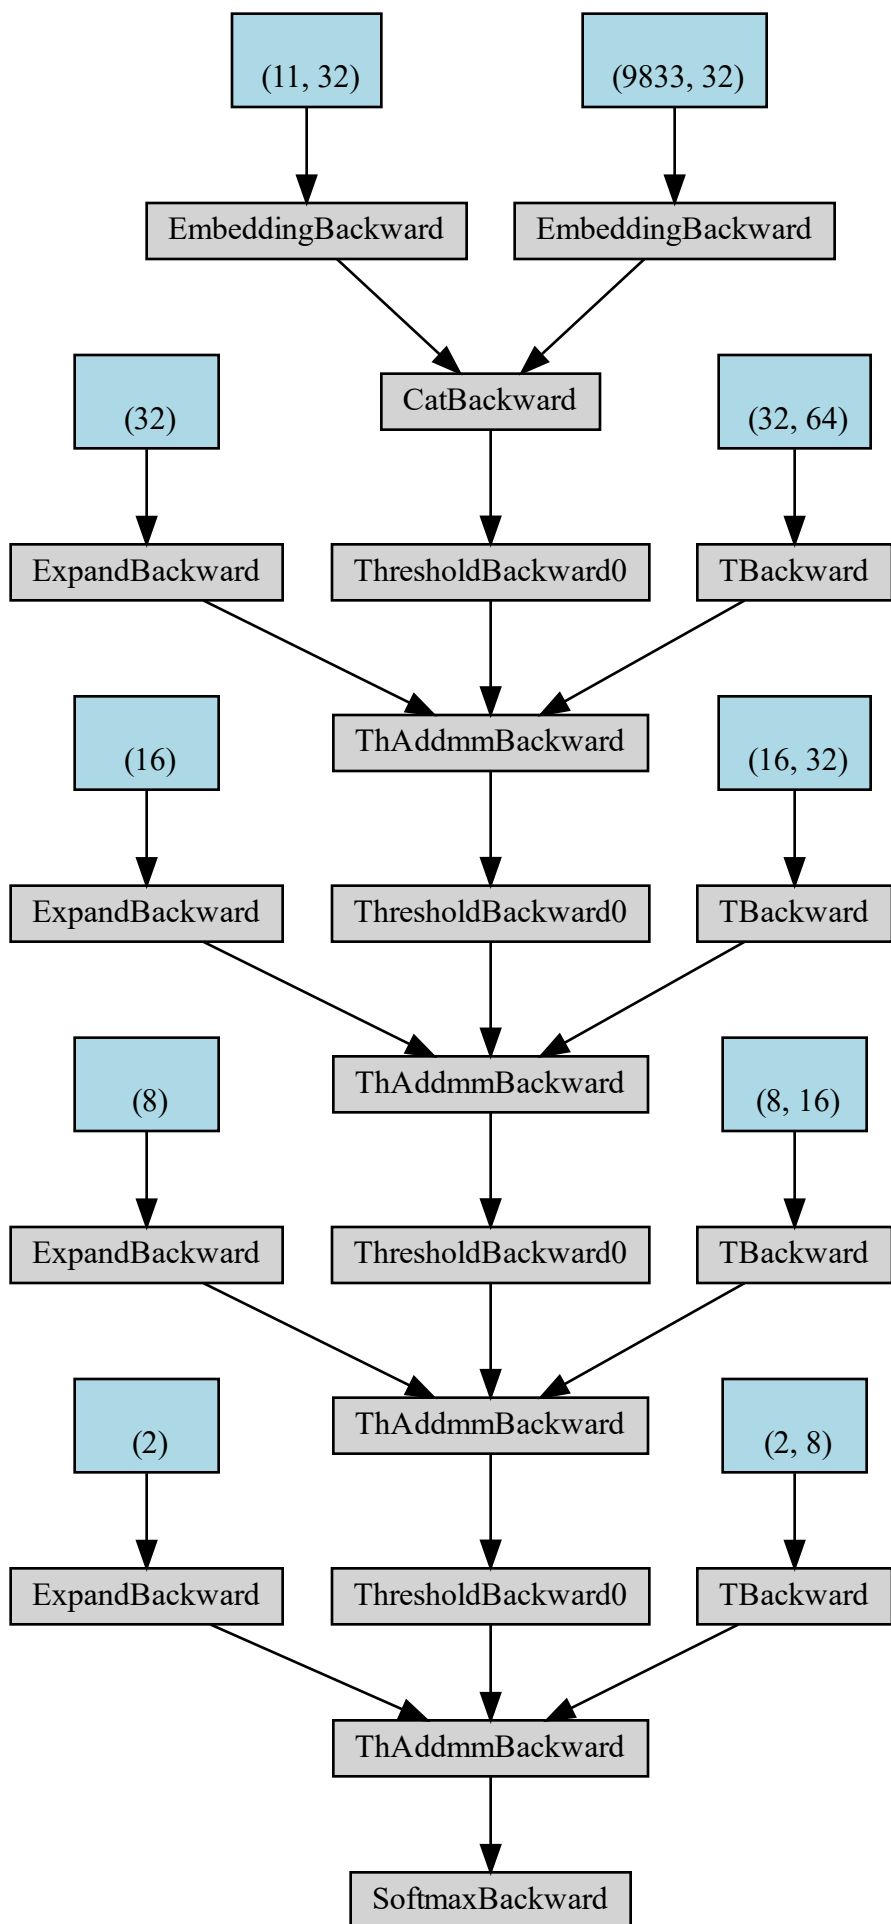 (11, 32)
(9833, 32)
EmbeddingBackward
EmbeddingBackward
CatBackward
(32)
(32, 64)
ExpandBackward
ThresholdBackward0
TBackward
ThAddmmBackward
(16)
(16, 32)
ExpandBackward
ThresholdBackward0
TBackward
ThAddmmBackward
(8)
(8, 16)
ExpandBackward
ThresholdBackward0
TBackward
ThAddmmBackward
(2)
(2, 8)
ExpandBackward
ThresholdBackward0
TBackward
ThAddmmBackward
SoftmaxBackward